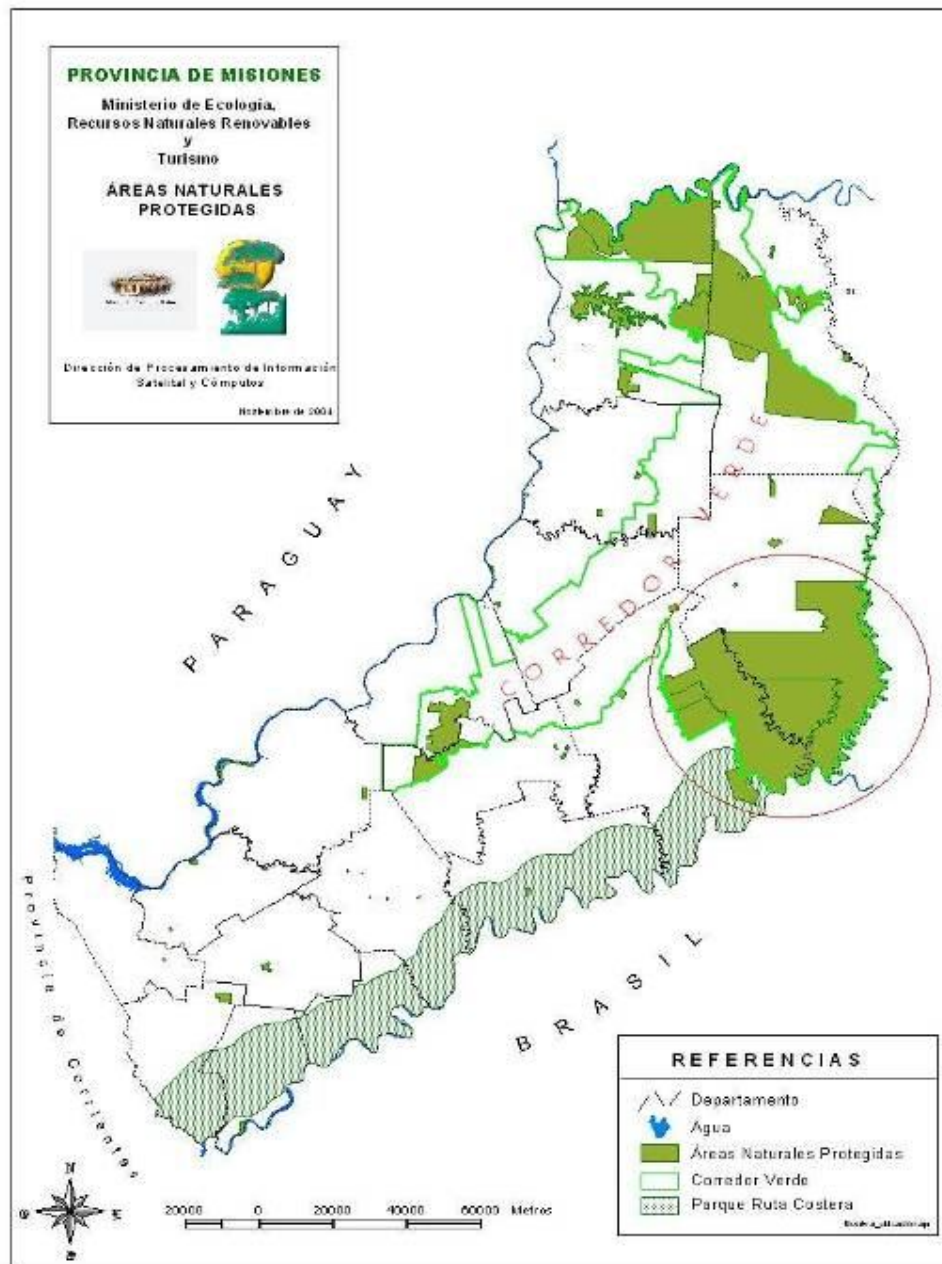 PROVINCIA DE MISIONES
Ministerio de Ecología,
Recursos Naturales Renovables
y
Turismo
ÁREAS NATURALES
PROTEGIDAS
Dirección de Procesamiento de Información
Satelital y Cómputos
Noviembre de 2004
PARAGUAY
CORREDOR VERDE
BRASIL
Provincia de Corrientes
N
20000 0 20000 40000 60000 Metros
REFERENCIAS
Departamento
Agua
Áreas Naturales Protegidas
Corredor Verde
Parque Ruta Costera